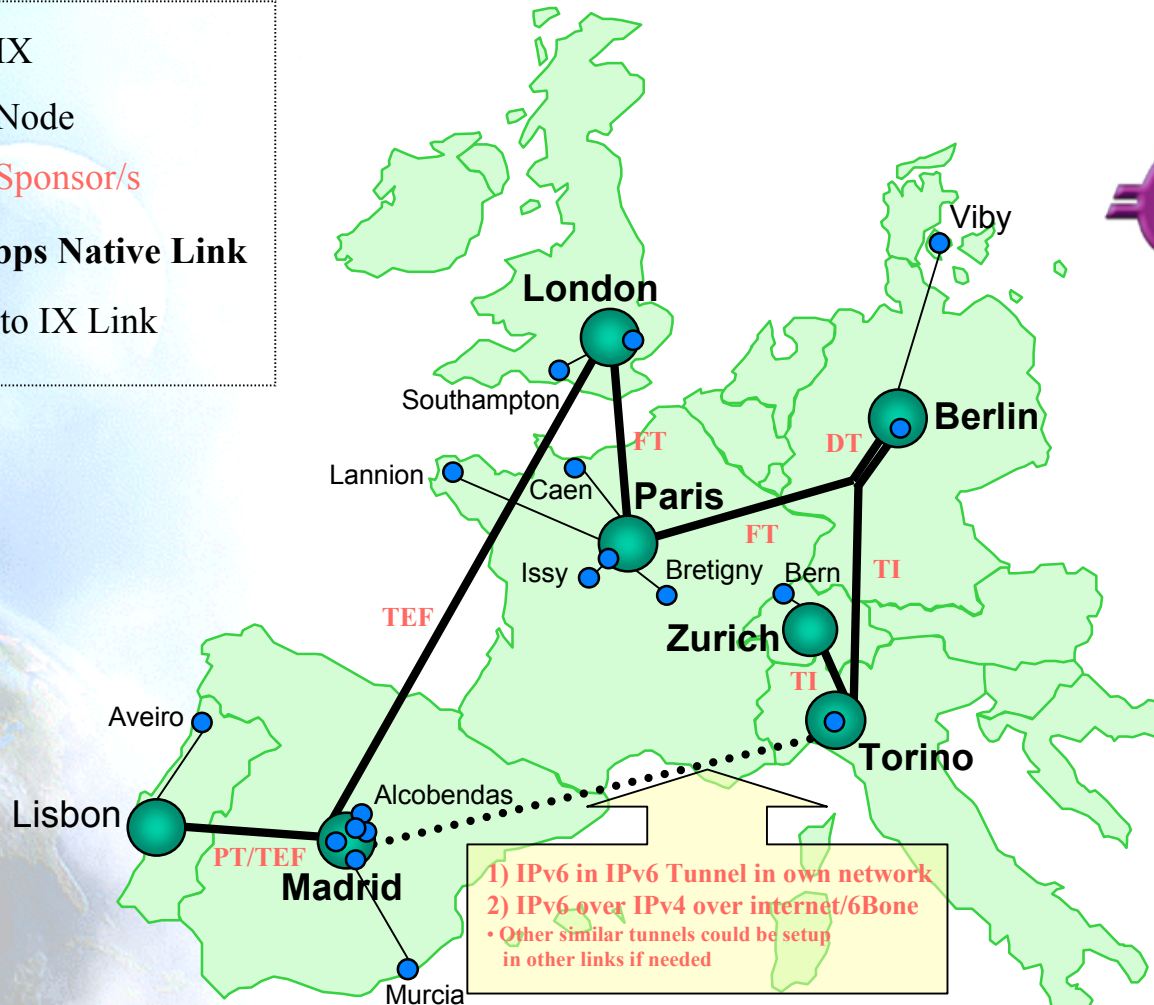 IX
Node
Sponsor/s
Native Link
to IX Link
Viby
London
Southampton
Berlin
DT
FT
Lannion
Caen
Paris
FT
Issy
Bretigny
Bern
TI
TEF
Zurich
TI
Aveiro
Torino
Alcobendas
Lisbon
PT/TEF
Madrid
1) IPv6 in IPv6 Tunnel in own network
2) IPv6 over IPv4 over internet/6Bone
• Other similar tunnels could be setup
in other links if needed
Murcia